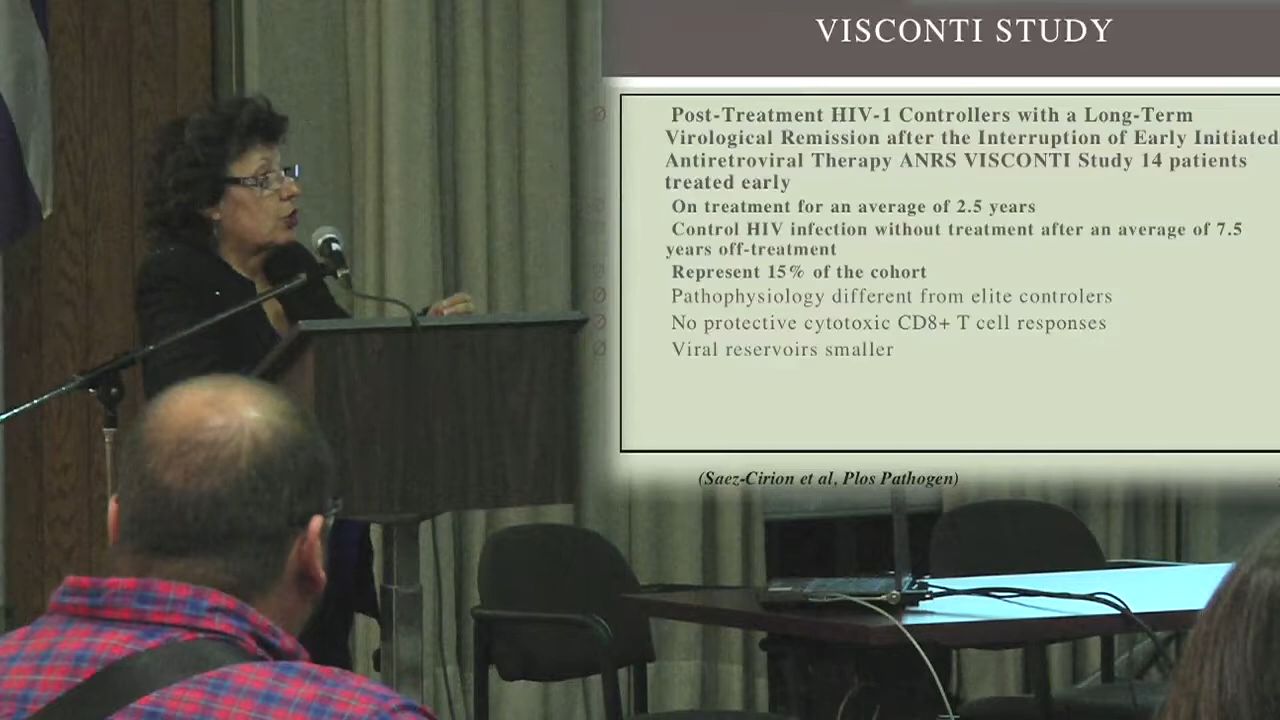 VISCONTI STUDY
Post-Treatment HIV-1 Controllers with a Long-Term
Virological Remission after the Interruption of Early Initiated
Antiretroviral Therapy ANRS VISCONTI Study 14 patients
treated early
On treatment for an average of 2.5 years
Control HIV infection without treatment after an average of 7.5
years off-treatment
Represent 15% of the cohort
Pathophysiology different from elite controlers
No protective cytotoxic CD8+ T cell responses
Viral reservoirs smaller
(Saez-Cirion et al, Plos Pathogen)